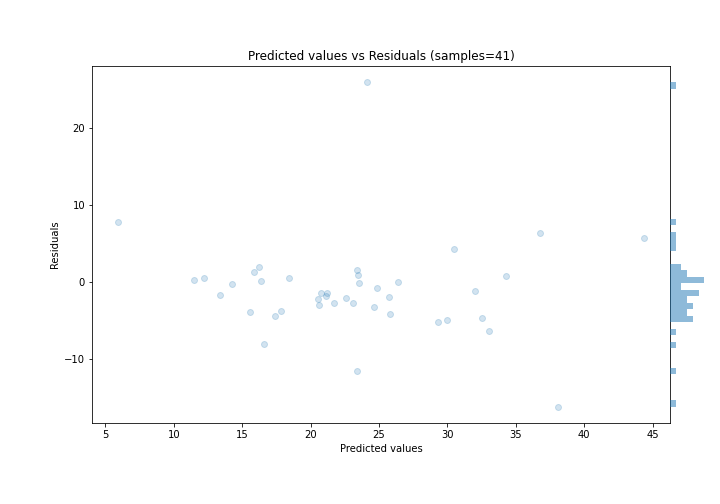 Predicted values vs Residuals (samples=41)
20
10
0
−10
Residuals
5 10 15 20 25 30 35 40 45
Predicted values